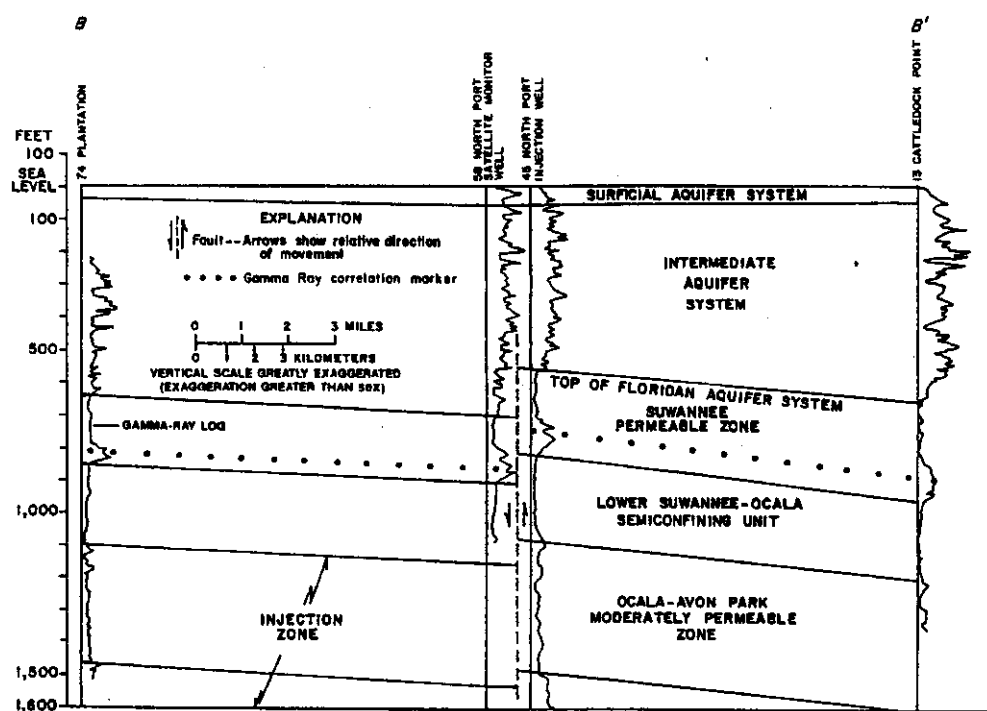 B
B'
74 PLANTATION
58 NORTH PORT
SATELLITE MONITOR
WELL
45 NORTH PORT
INJECTION WELL
13 CATTLEDOCK POINT
FEET
100
SEA
LEVEL
100
500
1,000
1,500
1,600
SURFICIAL AQUIFER SYSTEM
EXPLANATION
Fault--Arrows show relative direction
of movement
Gamma Ray correlation marker
0 1 2 3 MILES
0 1 2 3 KILOMETERS
VERTICAL SCALE GREATLY EXAGGERATED
(EXAGGERATION GREATER THAN 50X)
INTERMEDIATE
AQUIFER
SYSTEM
TOP OF FLORIDAN AQUIFER SYSTEM
SUWANNEE
PERMEABLE ZONE
GAMMA-RAY LOG
LOWER SUWANNEE-OCALA
SEMICONFINING UNIT
INJECTION
ZONE
OCALA-AVON PARK
MODERATELY PERMEABLE
ZONE